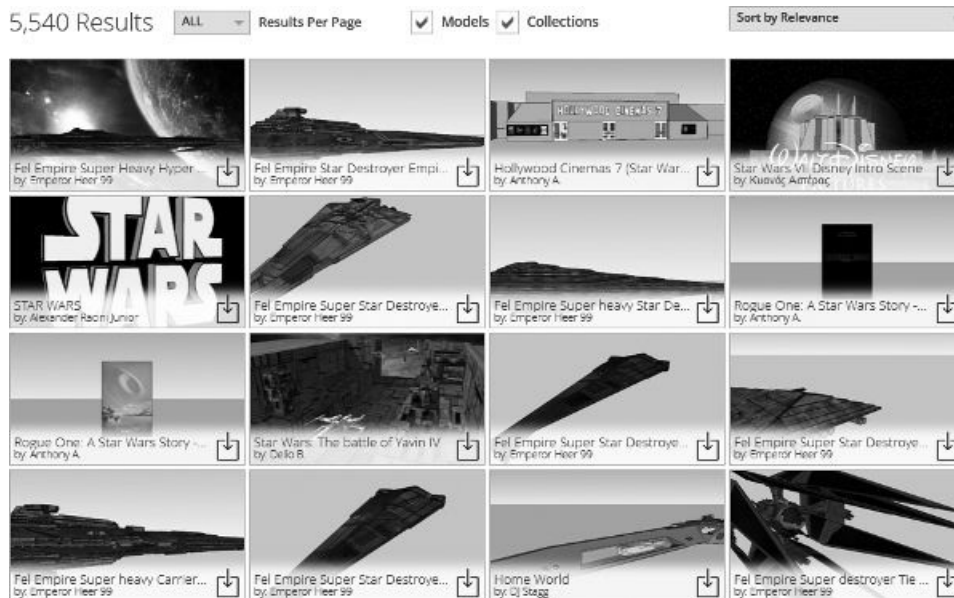 5,540 Results
ALL
Results Per Page
Models
Collections
Sort by Relevance
Fel Empire Super Heavy Hyper
by: Emperor Heer 99
Fel Empire Star Destroyer Empi...
by: Emperor Heer 99
HOLLYWOOD CINEMAS 7
Hollywood Cinemas 7 (Star War...
by: Anthony A.
WALT DISNEY
PICTURES
Star Wars VII Disney Intro Scene
by: Κυανός Αστέρας
STAR
WARS
STAR WARS
by: Alexander Raoni Junior
Fel Empire Super Star Destroye...
by: Emperor Heer 99
Fel Empire Super heavy Star De...
by: Emperor Heer 99
Rogue One: A Star Wars Story -...
by: Anthony A.
Rogue One: A Star Wars Story -...
by: Anthony A.
Star Wars: The battle of Yavin IV
by: Delio B.
Fel Empire Super Star Destroye...
by: Emperor Heer 99
Fel Empire Super Star Destroye...
by: Emperor Heer 99
Fel Empire Super heavy Carrier...
by: Emperor Heer 99
Fel Empire Super Star Destroye...
by: Emperor Heer 99
Home World
by: DJ Stagg
Fel Empire Super destroyer Tie ...
by: Emperor Heer 99